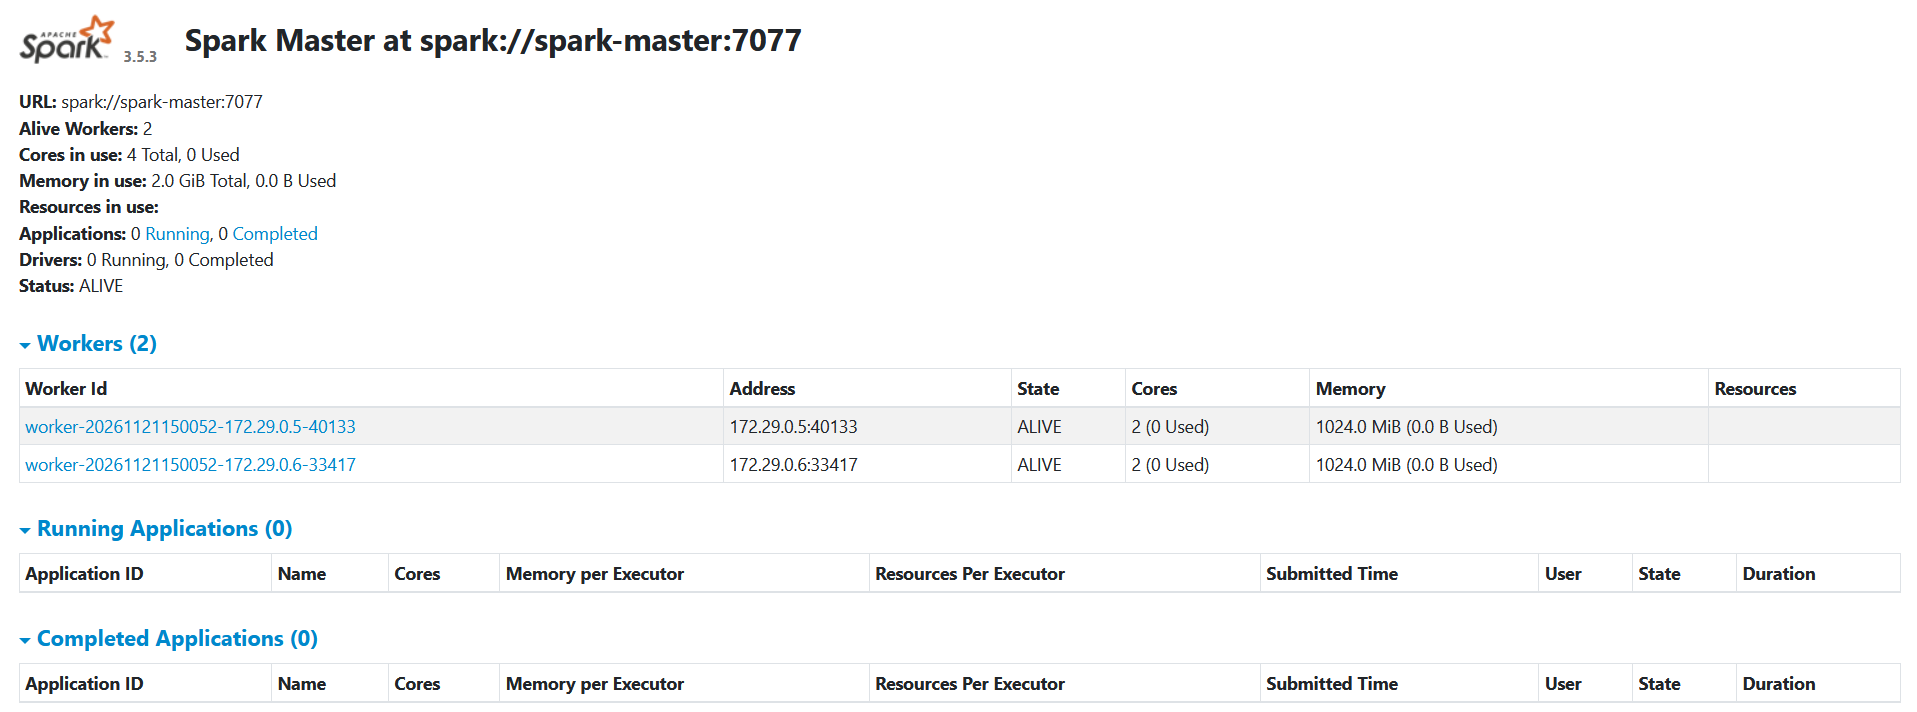 APACHE
Spark 3.5.3 Spark Master at spark://spark-master:7077
URL: spark://spark-master:7077
Alive Workers: 2
Cores in use: 4 Total, 0 Used
Memory in use: 2.0 GiB Total, 0.0 B Used
Resources in use:
Applications: 0 Running, 0 Completed
Drivers: 0 Running, 0 Completed
Status: ALIVE
Workers (2)
Worker Id Address State Cores Memory Resources
worker-20261121150052-172.29.0.5-40133 172.29.0.5:40133 ALIVE 2 (0 Used) 1024.0 MiB (0.0 B Used)
worker-20261121150052-172.29.0.6-33417 172.29.0.6:33417 ALIVE 2 (0 Used) 1024.0 MiB (0.0 B Used)
Running Applications (0)
Application ID Name Cores Memory per Executor Resources Per Executor Submitted Time User State Duration
Completed Applications (0)
Application ID Name Cores Memory per Executor Resources Per Executor Submitted Time User State Duration